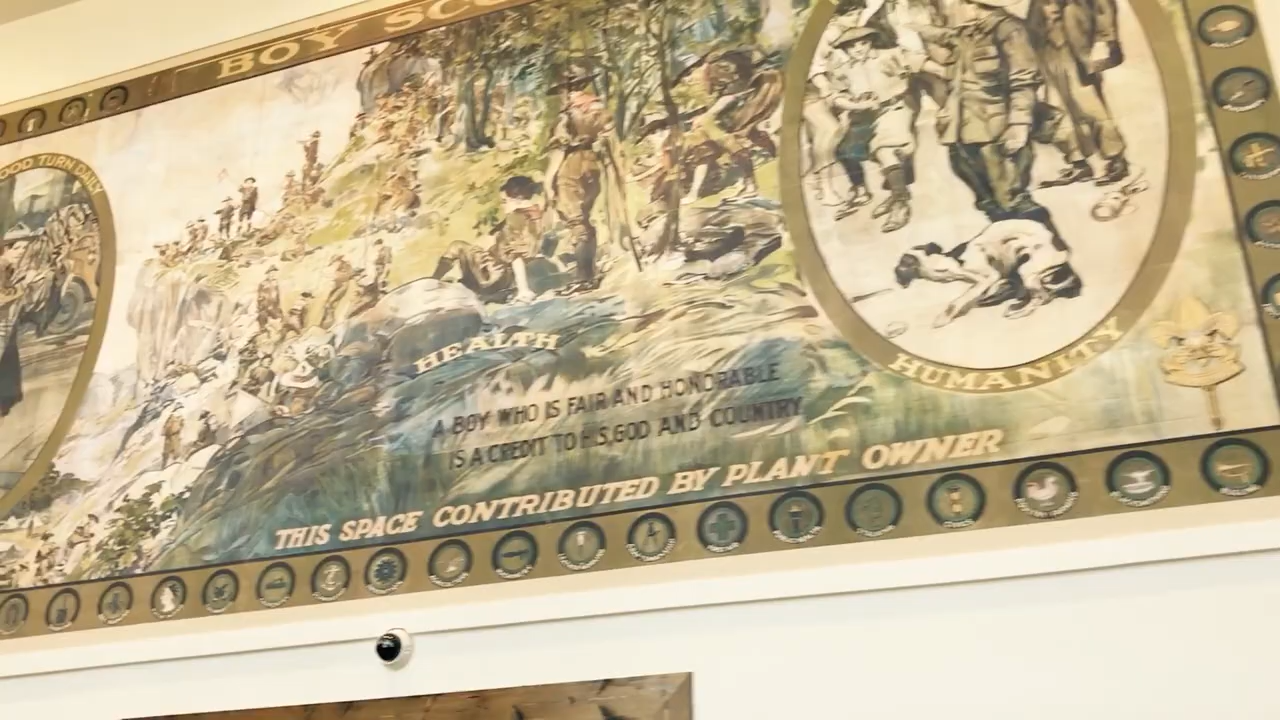 BOY SCO
GOOD TURN DAILY
HEALTH
A BOY WHO IS FAIR AND HONORABLE
IS A CREDIT TO HIS, GOD AND COUNTRY
HUMANITY
THIS SPACE CONTRIBUTED BY PLANT OWNER